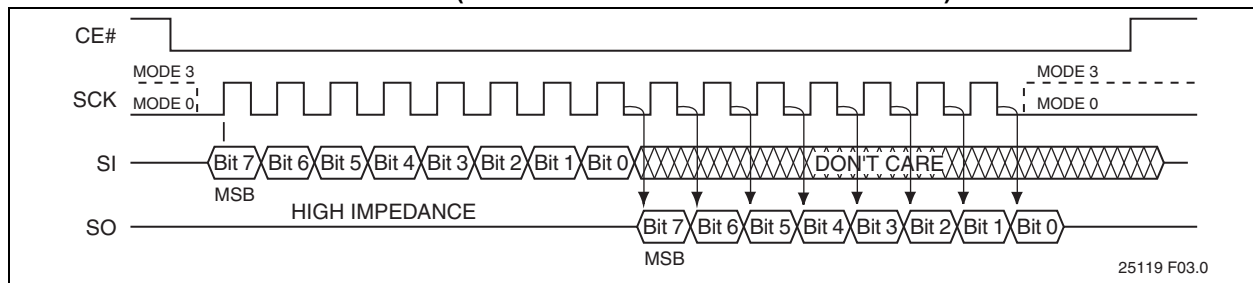 CE#
MODE 3
MODE 3
SCK
MODE 0
MODE 0
SI
Bit 7 Bit 6 Bit 5 Bit 4 Bit 3 Bit 2 Bit 1 Bit 0
DON'T CARE
MSB
HIGH IMPEDANCE
SO
Bit 7 Bit 6 Bit 5 Bit 4 Bit 3 Bit 2 Bit 1 Bit 0
MSB
25119 F03.0